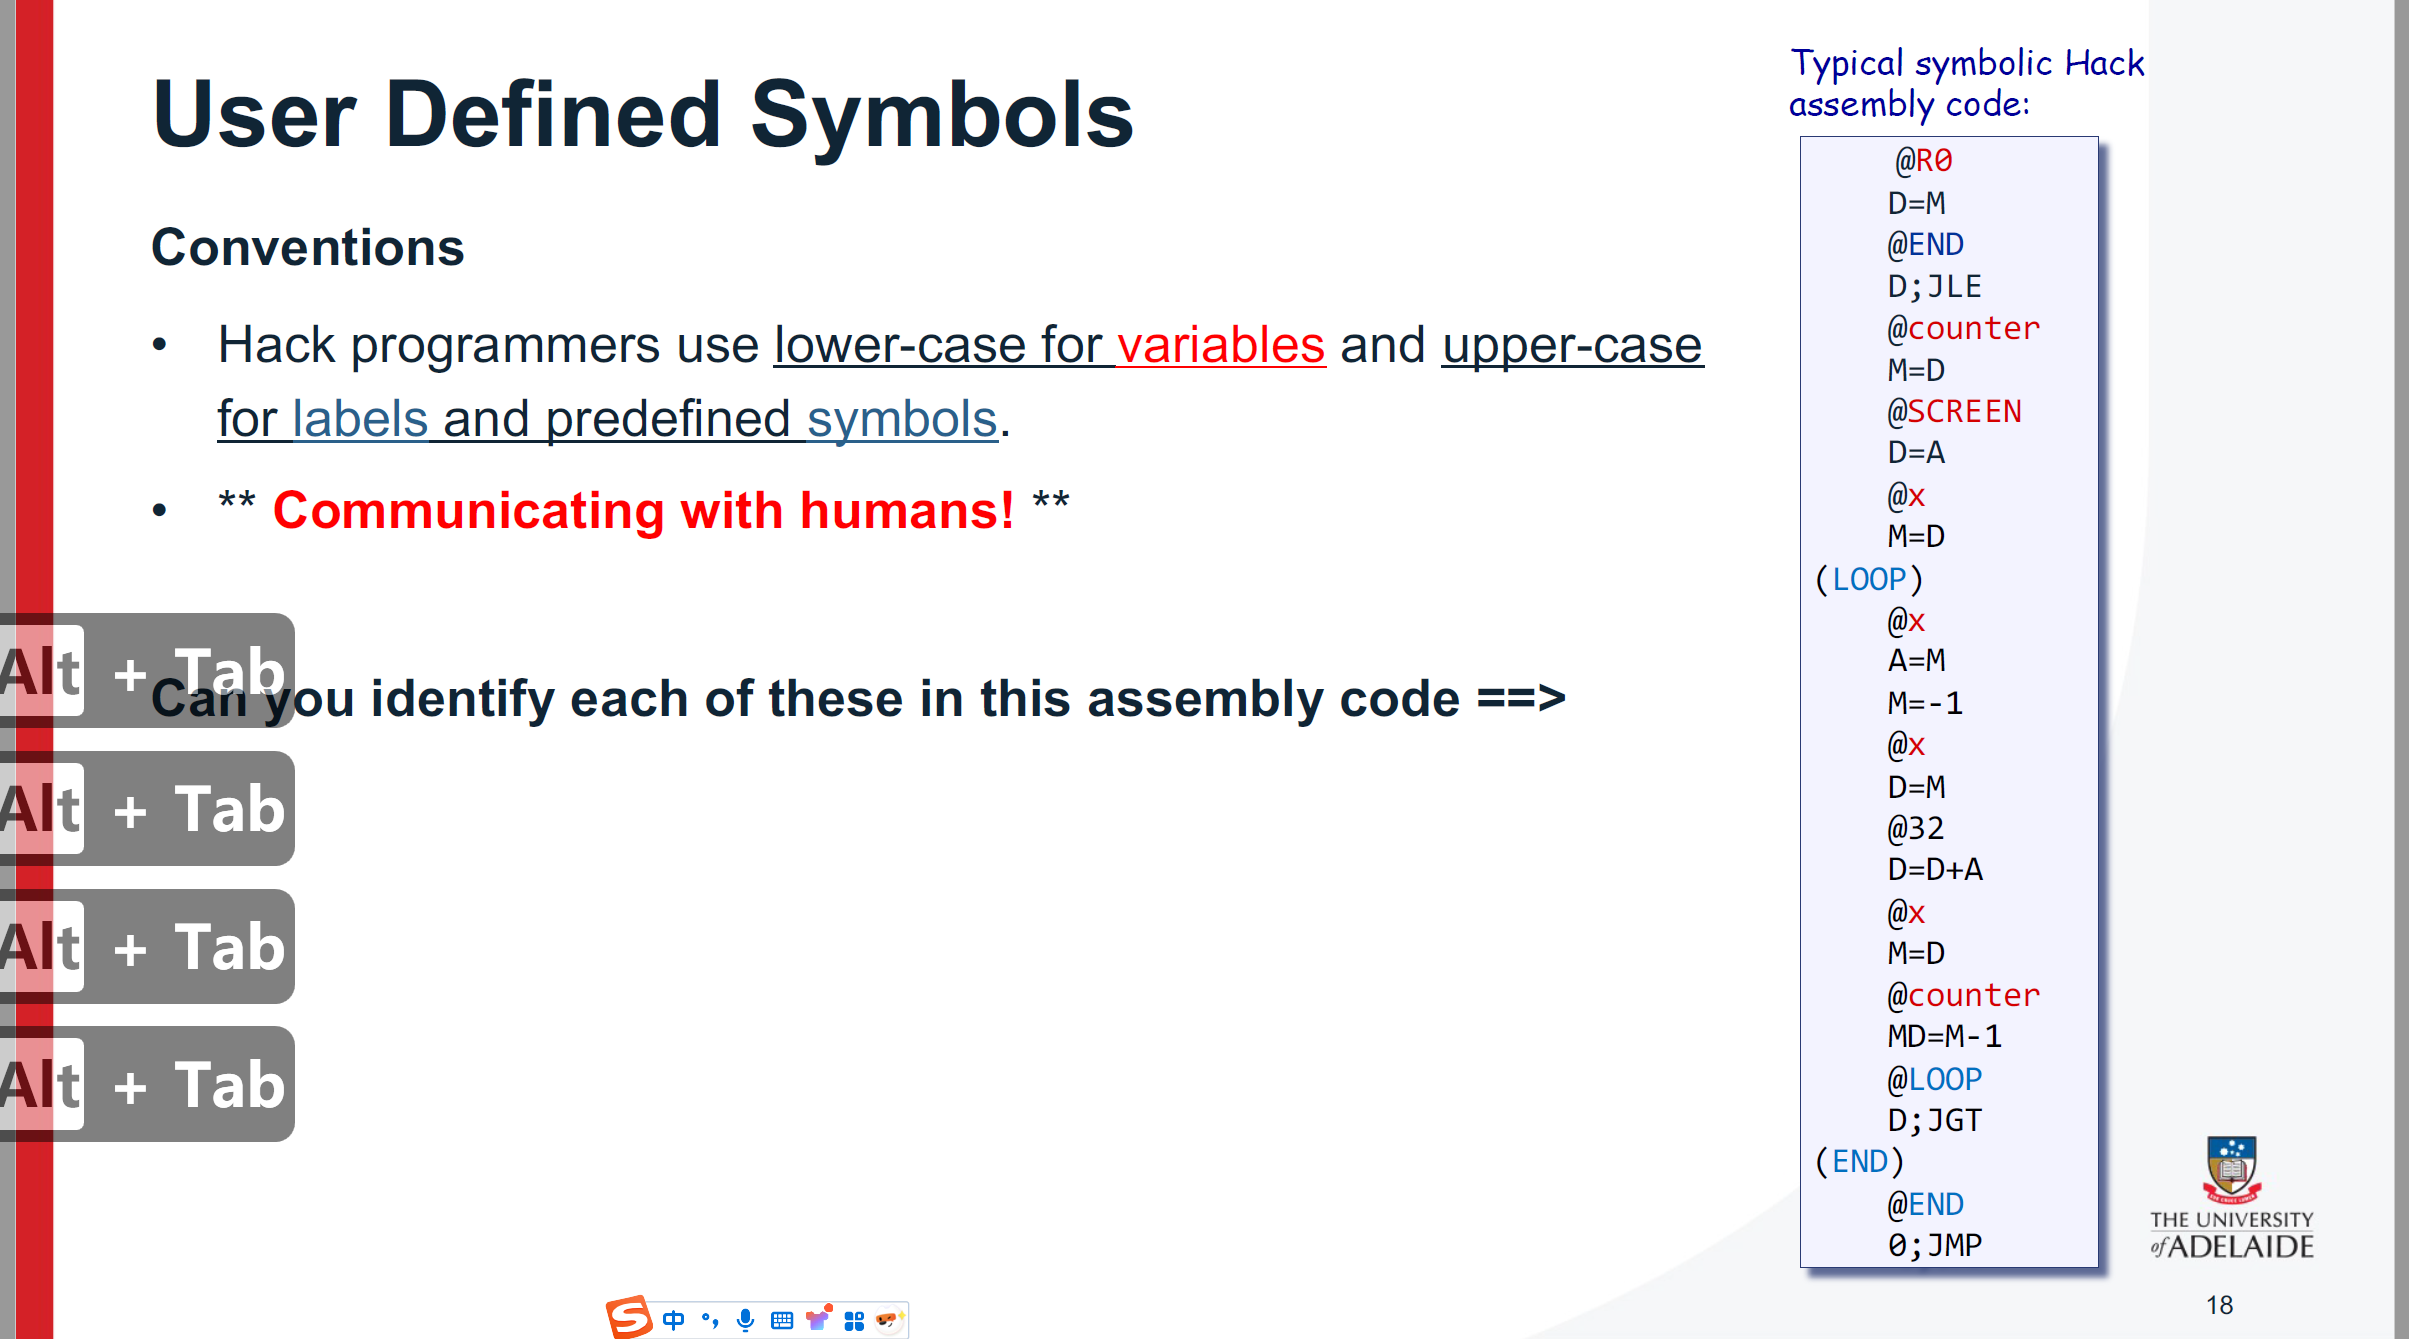 User Defined Symbols
Conventions
• Hack programmers use lower-case for variables and upper-case
for labels and predefined symbols.
• ** Communicating with humans! **
Can you identify each of these in this assembly code ==>
Alt + Tab
Alt + Tab
Alt + Tab
Alt + Tab
Typical symbolic Hack
assembly code:
@R0
D=M
@END
D;JLE
@counter
M=D
@SCREEN
D=A
@x
M=D
(LOOP)
@x
A=M
M=-1
@x
D=M
@32
D=D+A
@x
M=D
@counter
MD=M-1
@LOOP
D;JGT
(END)
@END
0;JMP
THE UNIVERSITY
of ADELAIDE
18
S 中 °,